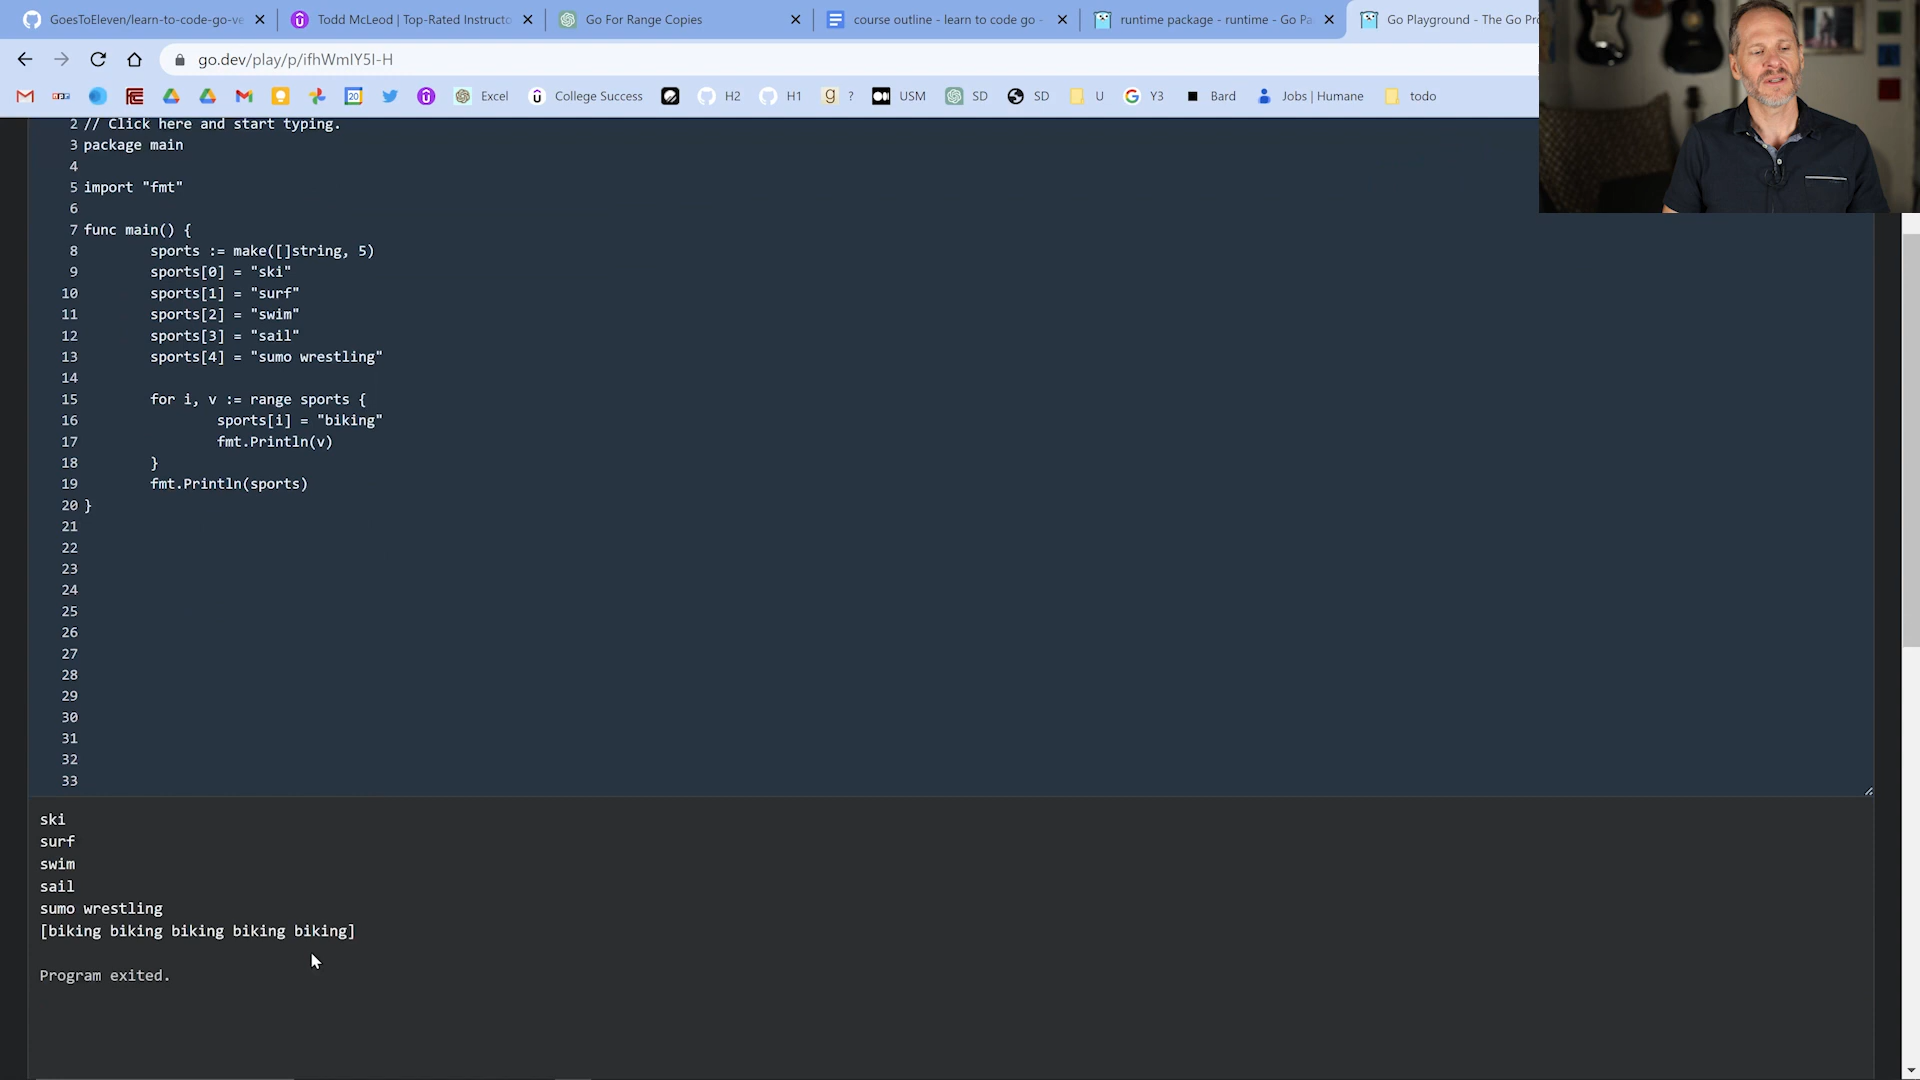 GoesToEleven/learn-to-code-go-ve
Todd McLeod | Top-Rated Instructo
Go For Range Copies
course outline - learn to code go -
runtime package - runtime - Go Pa
Go Playground - The Go Pro
go.dev/play/p/ifhWmIY5I-H
Excel
College Success
H2
H1
?
USM
SD
SD
U
Y3
Bard
Jobs | Humane
todo
2 // Click here and start typing.
3 package main
4
5 import "fmt"
6
7 func main() {
8 sports := make([]string, 5)
9 sports[0] = "ski"
10 sports[1] = "surf"
11 sports[2] = "swim"
12 sports[3] = "sail"
13 sports[4] = "sumo wrestling"
14
15 for i, v := range sports {
16 sports[i] = "biking"
17 fmt.Println(v)
18 }
19 fmt.Println(sports)
20 }
21
22
23
24
25
26
27
28
29
30
31
32
33
ski
surf
swim
sail
sumo wrestling
[biking biking biking biking biking]
Program exited.